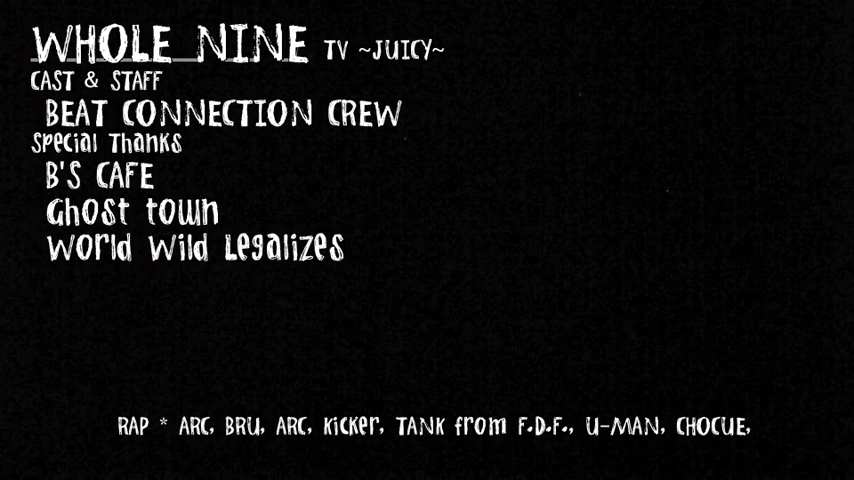 WHOLE NINE TV ~JUICY~
CAST & STAFF
BEAT CONNECTION CREW
Special Thanks
B'S CAFE
Ghost town
World Wild Legalizes
RAP * ARC, BRU, ARC, Kicker, TANK from F.D.F., U-MAN, CHOCUE,